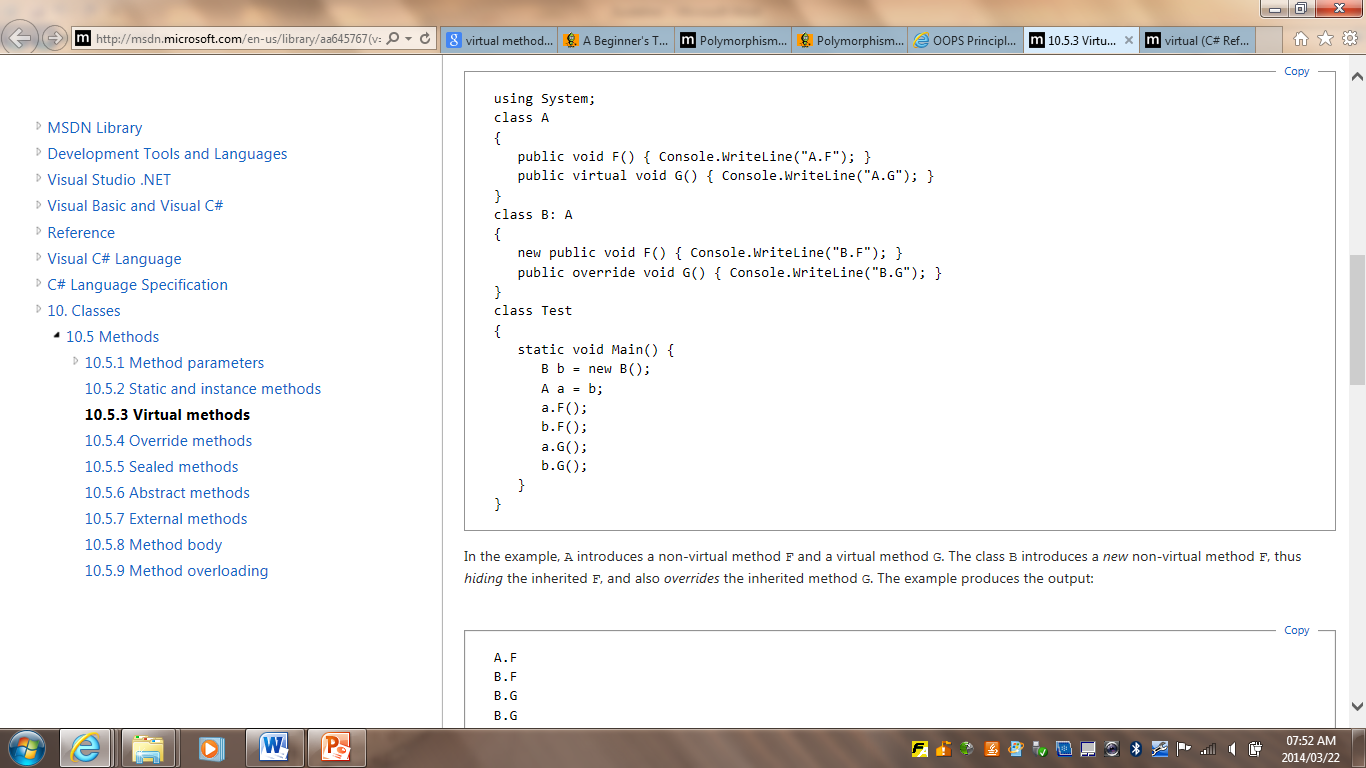 http://msdn.microsoft.com/en-us/library/aa645767(v=
virtual method...
A Beginner's T...
Polymorphism...
Polymorphism...
OOPS Principl...
10.5.3 Virtu...
virtual (C# Ref...
MSDN Library
Development Tools and Languages
Visual Studio .NET
Visual Basic and Visual C#
Reference
Visual C# Language
C# Language Specification
10. Classes
10.5 Methods
10.5.1 Method parameters
10.5.2 Static and instance methods
10.5.3 Virtual methods
10.5.4 Override methods
10.5.5 Sealed methods
10.5.6 Abstract methods
10.5.7 External methods
10.5.8 Method body
10.5.9 Method overloading
Copy
using System;
class A
{
public void F() { Console.WriteLine("A.F"); }
public virtual void G() { Console.WriteLine("A.G"); }
}
class B: A
{
new public void F() { Console.WriteLine("B.F"); }
public override void G() { Console.WriteLine("B.G"); }
}
class Test
{
static void Main() {
B b = new B();
A a = b;
a.F();
b.F();
a.G();
b.G();
}
}
In the example, A introduces a non-virtual method F and a virtual method G. The class B introduces a new non-virtual method F, thus
hiding the inherited F, and also overrides the inherited method G. The example produces the output:
Copy
A.F
B.F
B.G
B.G
07:52 AM
2014/03/22